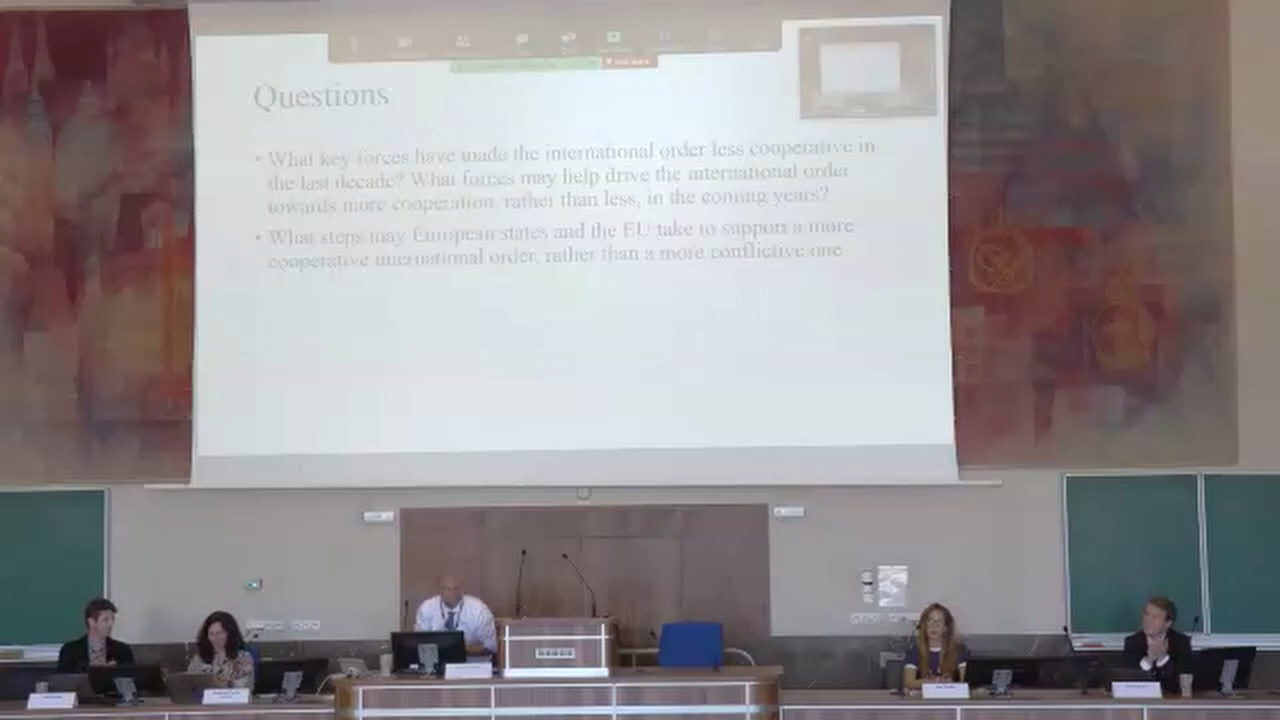 Questions
• What key forces have made the international order less cooperative in
the last decade? What forces may help drive the international order
towards more cooperation, rather than less, in the coming years?
• What steps may European states and the EU take to support a more
cooperative international order, rather than a more conflictive one